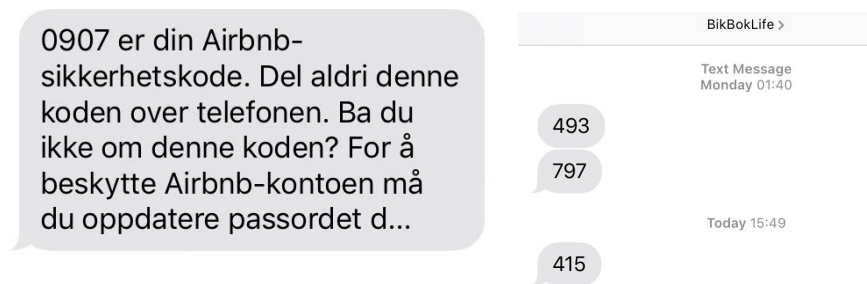 0907 er din Airbnb-
sikkerhetskode. Del aldri denne
koden over telefonen. Ba du
ikke om denne koden? For å
beskytte Airbnb-kontoen må
du oppdatere passordet d...
BikBokLife >
Text Message
Monday 01:40
493
797
Today 15:49
415